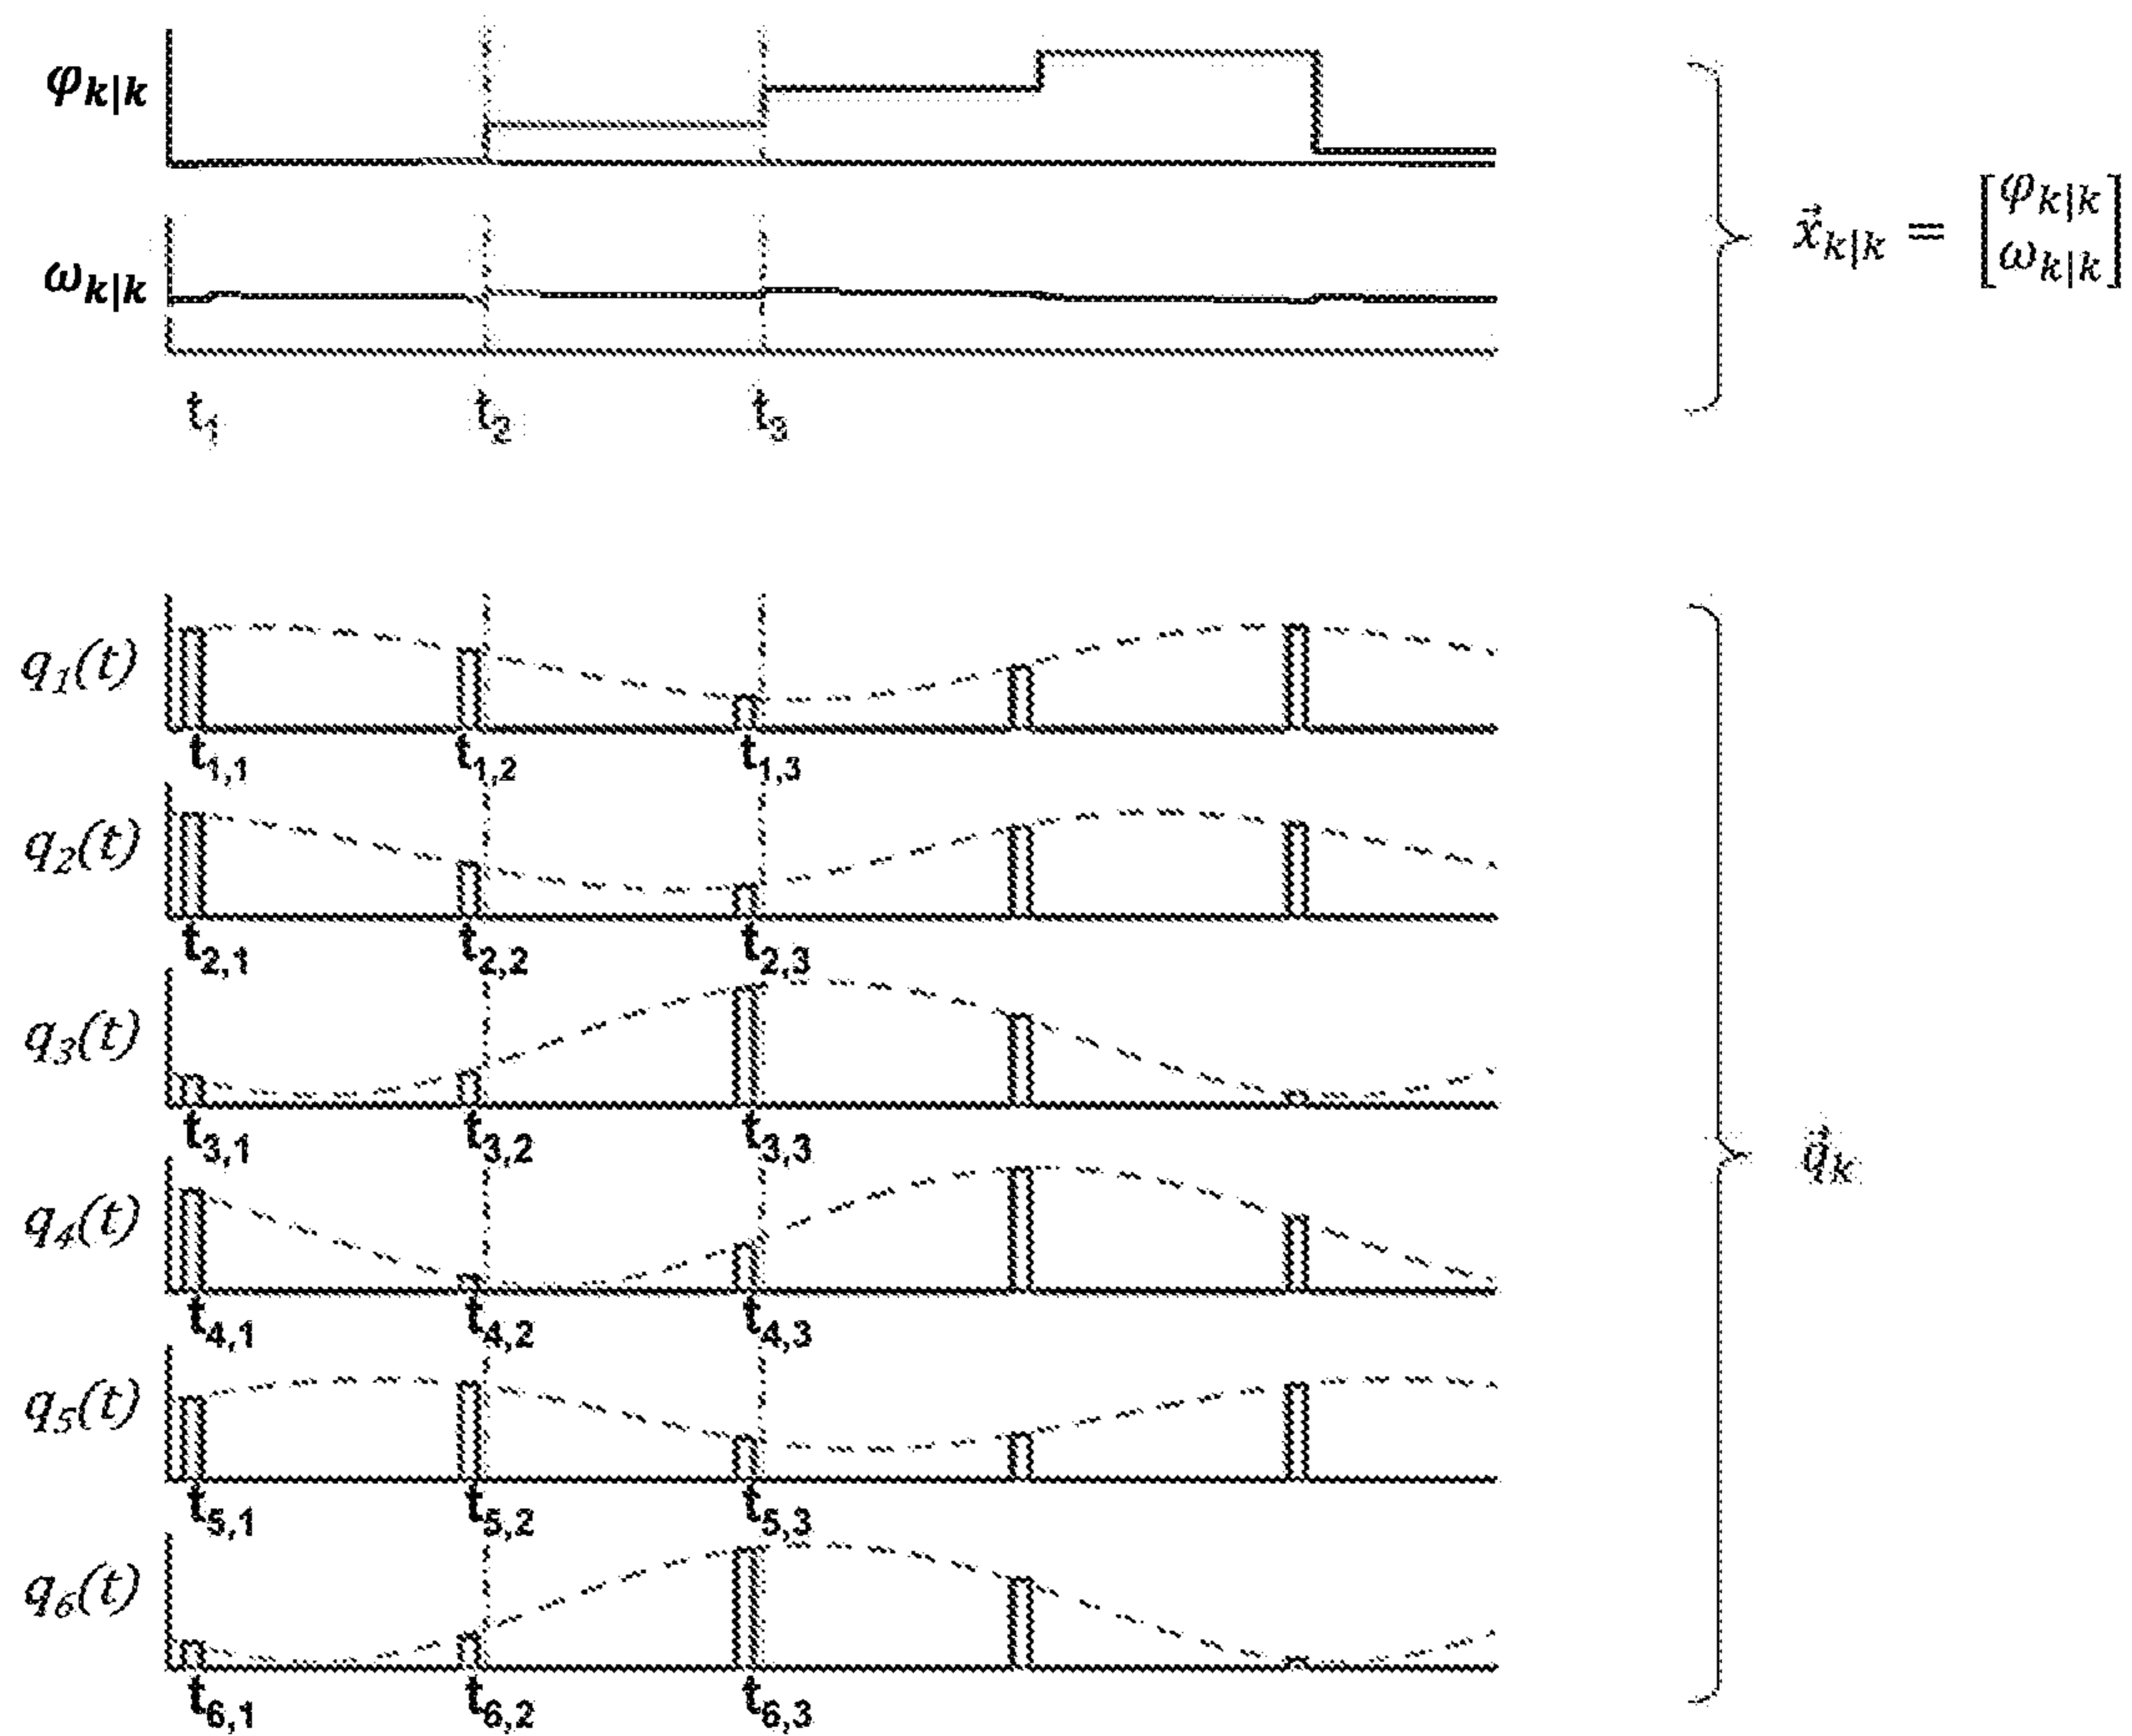 φk|k
ωk|k
x⃗k|k = [φk|k ωk|k]
t1 t2 t3
q1(t)
t1,1 t1,2 t1,3
q2(t)
t2,1 t2,2 t2,3
q3(t)
t3,1 t3,2 t3,3
q⃗k
q4(t)
t4,1 t4,2 t4,3
q5(t)
t5,1 t5,2 t5,3
q6(t)
t6,1 t6,2 t6,3